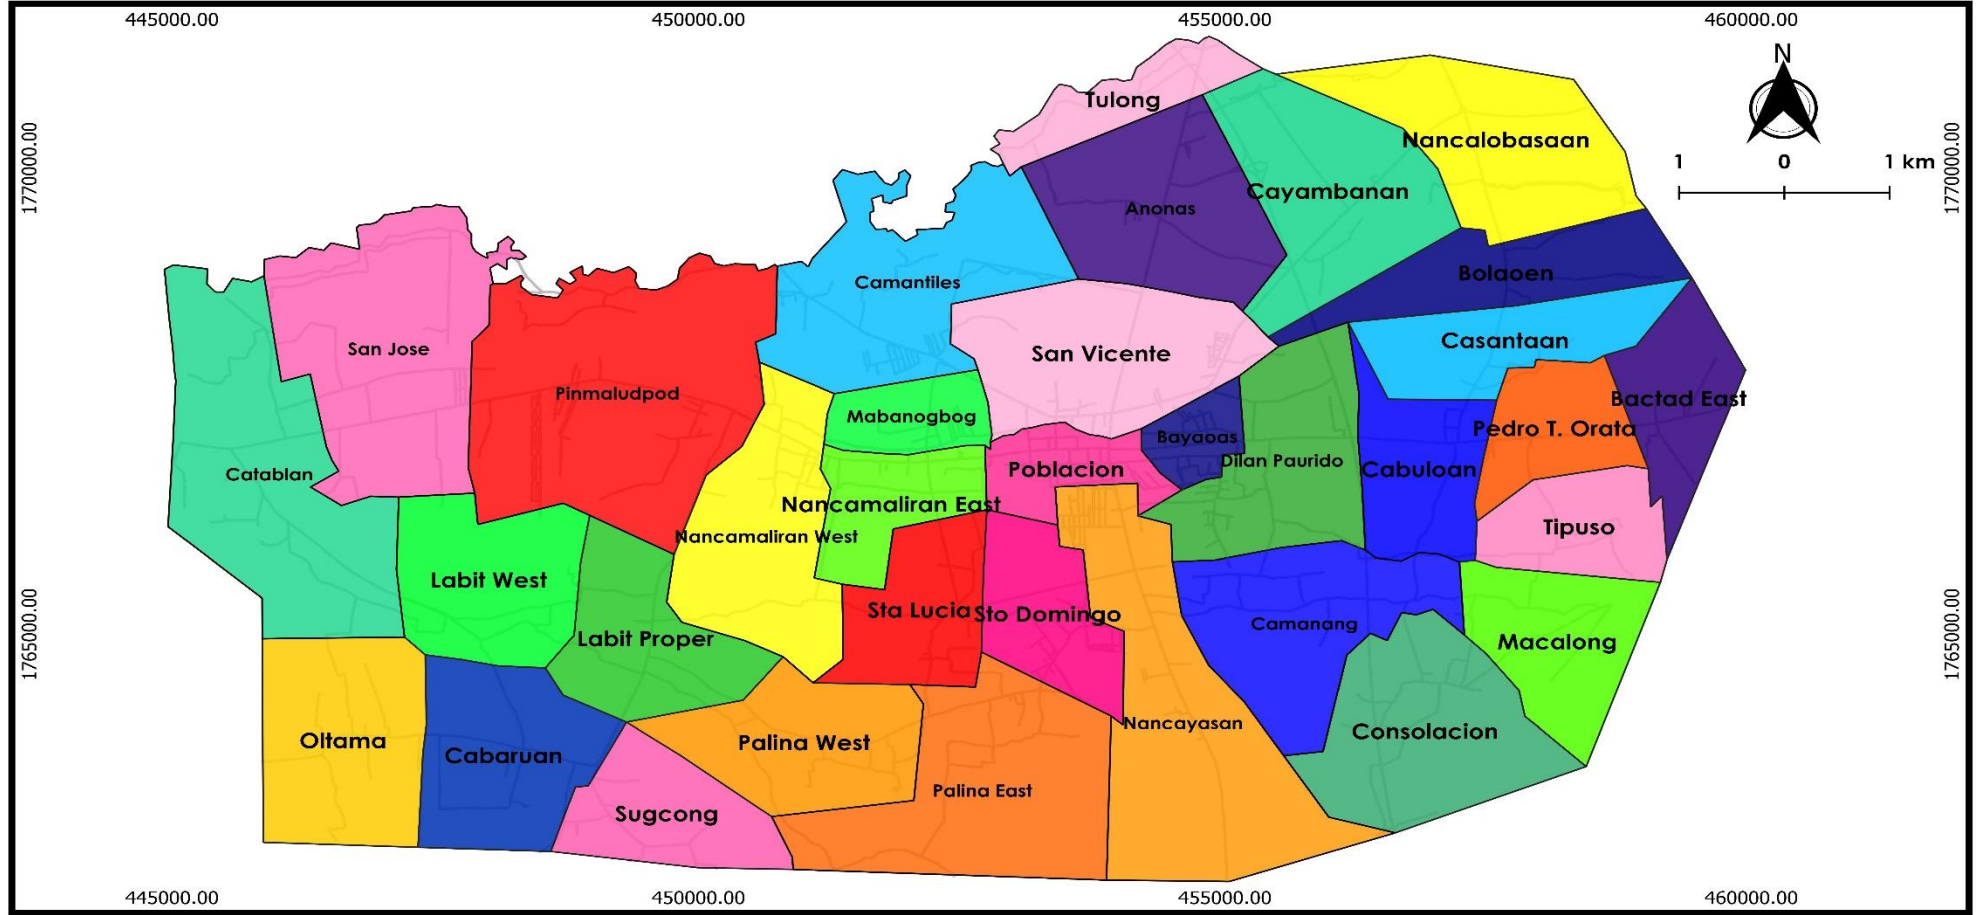 445000.00 450000.00 455000.00 460000.00
N
Tulong
1770000.00
Nancalobasaan
1770000.00
1 0 1 km
Cayambanan
Anonas
Bolaoen
Camantiles
Casantaan
San Jose
San Vicente
Pinmaludpod
Bactad East
Mabanogbog
Pedro T. Orata
Bayaoas
Dilan Paurido
Poblacion
Cabuloan
Catablan
Nancamaliran East
Tipuso
Nancamaliran West
Labit West
Sta Lucia
Sto Domingo
Camanang
1765000.00
Labit Proper
Macalong
1765000.00
Nancayasan
Consolacion
Oltama
Palina West
Cabaruan
Palina East
Sugcong
445000.00 450000.00 455000.00 460000.00